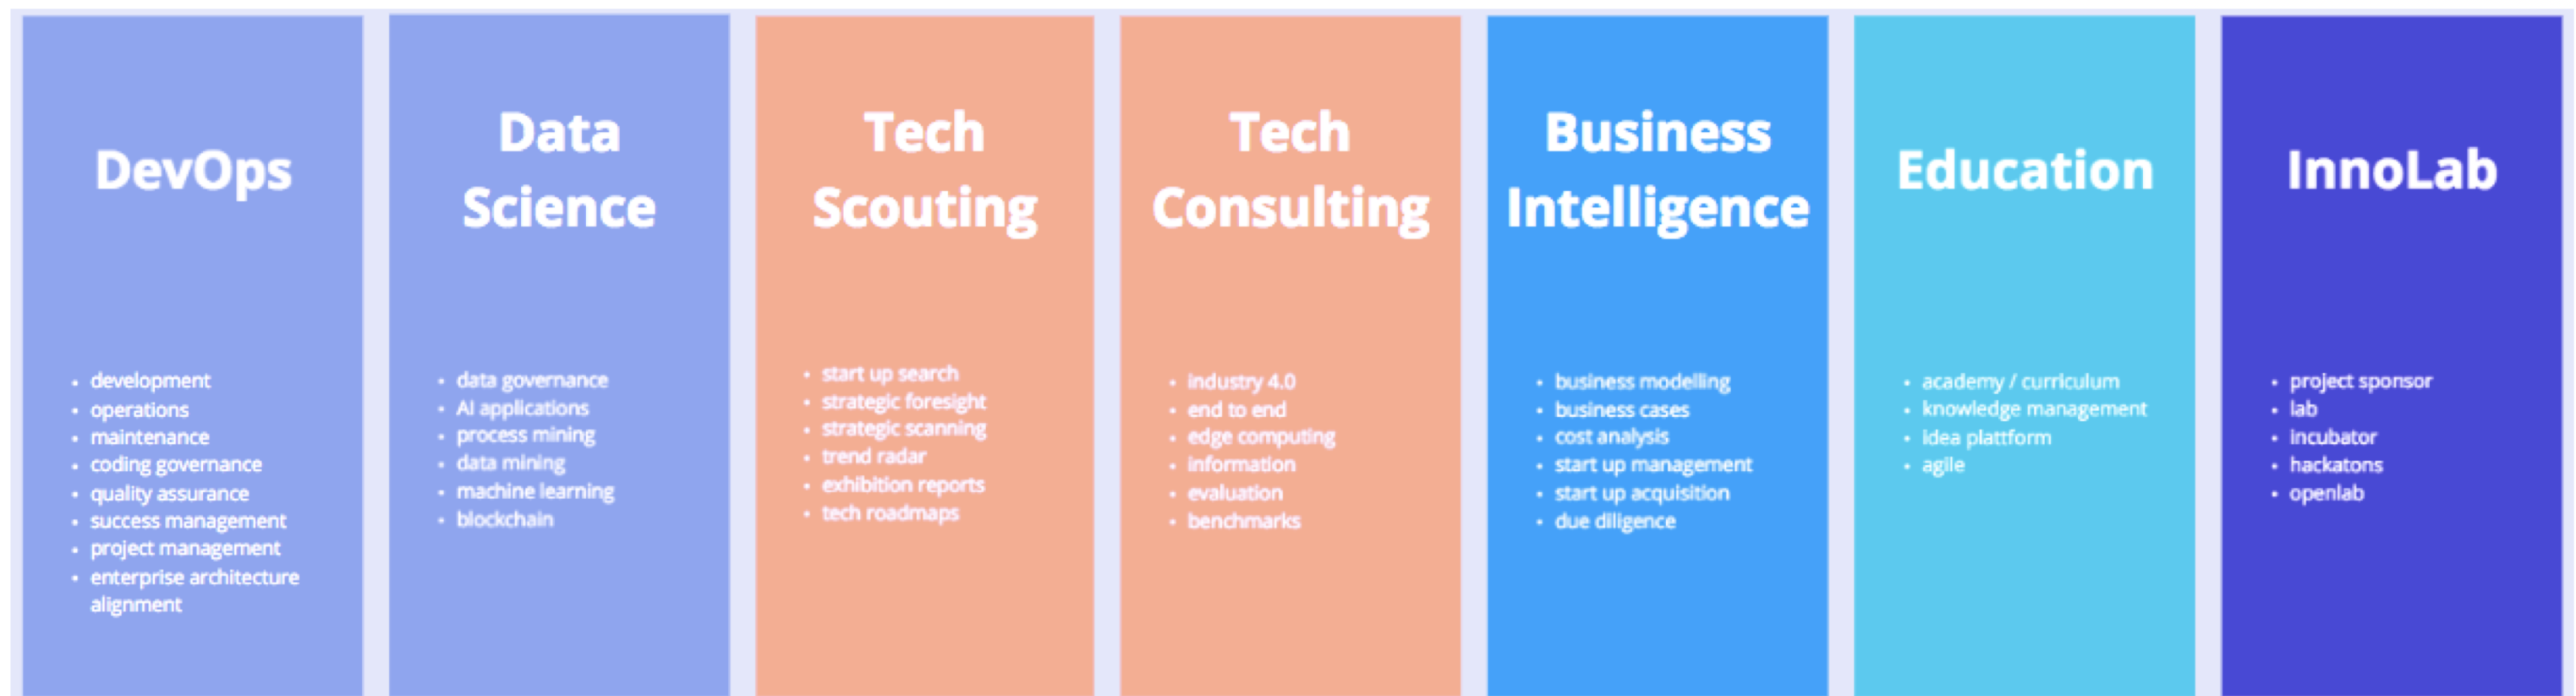 DevOps
• development
• operations
• maintenance
• coding governance
• quality assurance
• success management
• project management
• enterprise architecture
alignment
Data
Science
• data governance
• AI applications
• process mining
• data mining
• machine learning
• blockchain
Tech
Scouting
• start up search
• strategic foresight
• strategic scanning
• trend radar
• exhibition reports
• tech roadmaps
Tech
Consulting
• industry 4.0
• end to end
• edge computing
• information
• evaluation
• benchmarks
Business
Intelligence
• business modelling
• business cases
• cost analysis
• start up management
• start up acquisition
• due diligence
Education
• academy / curriculum
• knowledge management
• idea plattform
• agile
InnoLab
• project sponsor
• lab
• incubator
• hackatons
• openlab